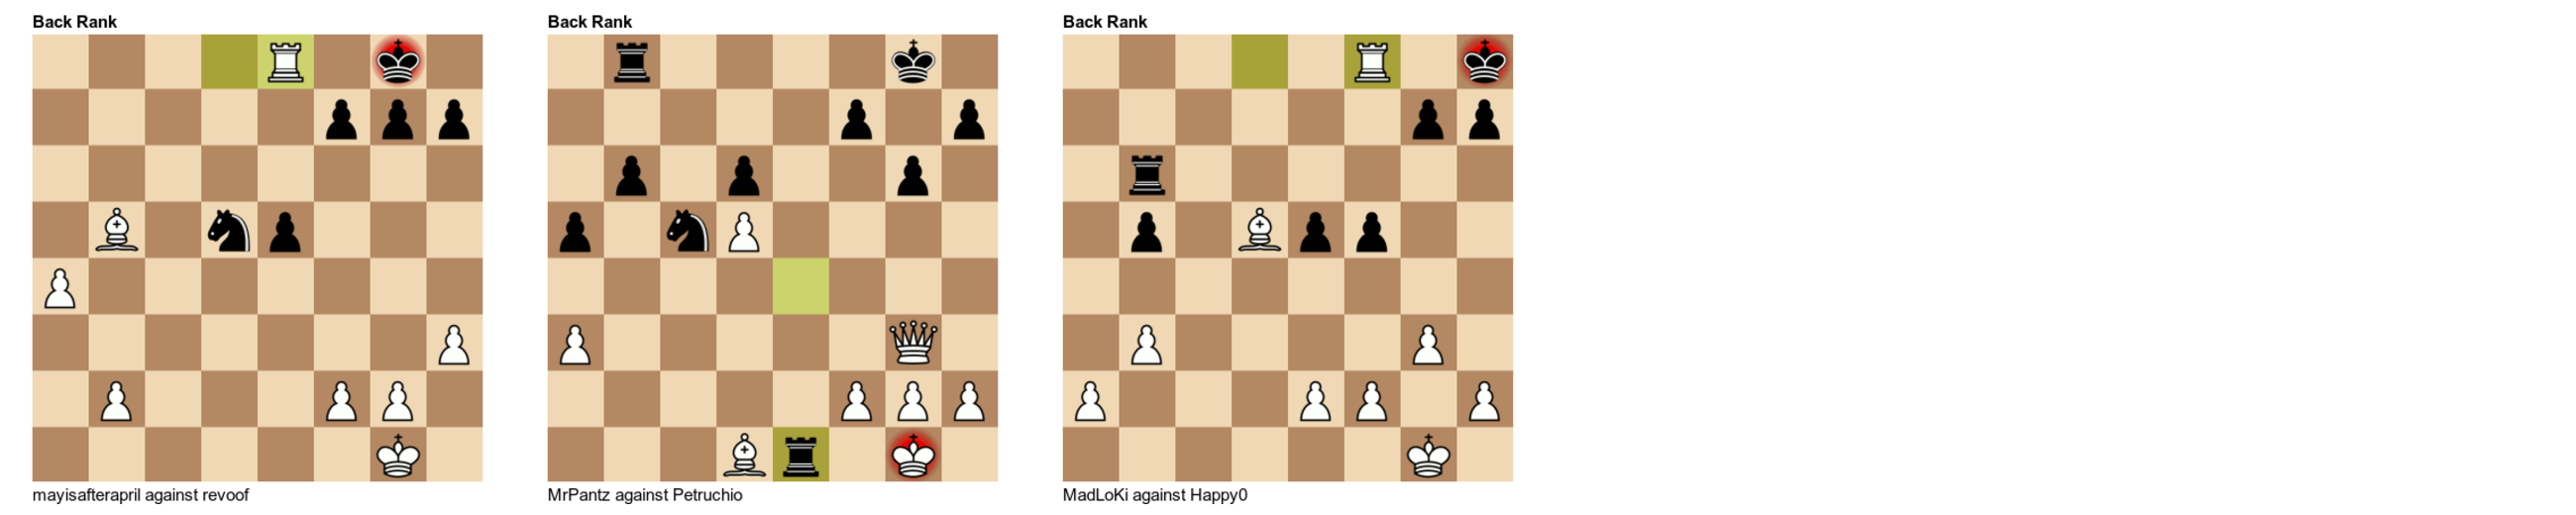 Back Rank
Back Rank
Back Rank
mayisafterapril against revoof
MrPantz against Petruchio
MadLoKi against Happy0